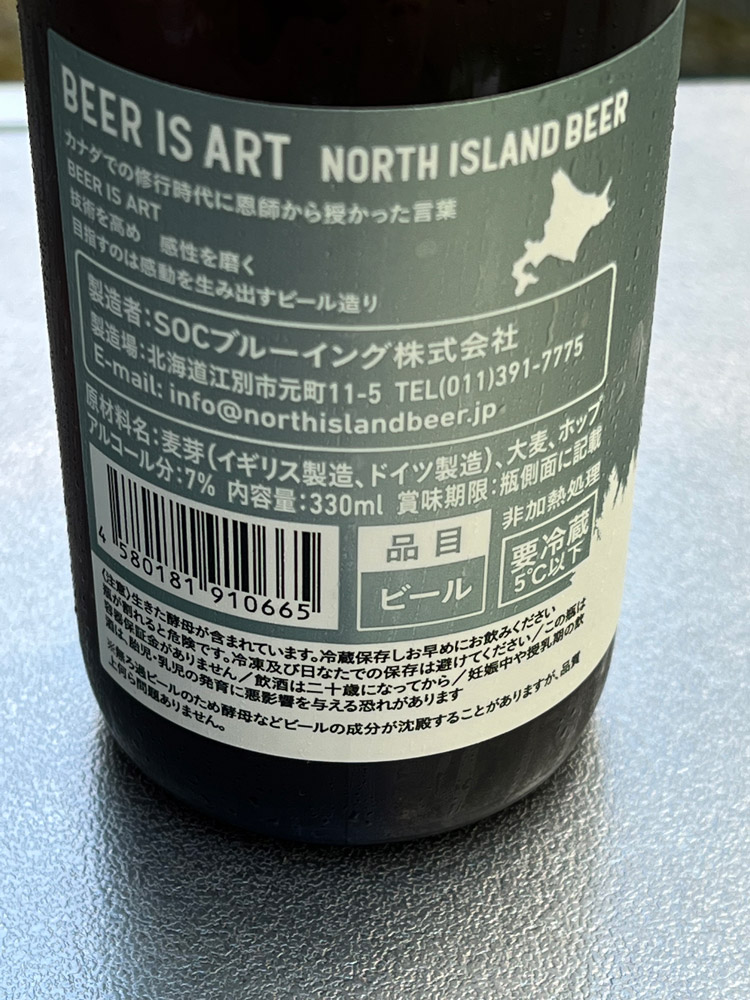 BEER IS ART NORTH ISLAND BEER
カナダでの修行時代に恩師から授かった言葉
BEER IS ART
技術を高め 感性を磨く
目指すのは感動を生み出すビール造り
製造者:SOCブルーイング株式会社
製造場:北海道江別市元町11-5 TEL(011)391-7775
E-mail: info@northislandbeer.jp
原材料名:麦芽(イギリス製造、ドイツ製造)、大麦、ホップ
アルコール分:7% 内容量:330ml 賞味期限:瓶側面に記載
非加熱処理
要冷蔵
5℃以下
品目
ビール
4 580181 910665
〈注意〉生きた酵母が含まれています。冷蔵保存しお早めにお飲みください
瓶が割れると危険です。冷凍及び日なたでの保存は避けてください/この瓶は
容器保証金がありません/飲酒は二十歳になってから/妊娠中や授乳期の飲
酒は、胎児・乳児の発育に悪影響を与える恐れがあります
※無ろ過ビールのため酵母などビールの成分が沈殿することがありますが、品質
上何ら問題ありません。